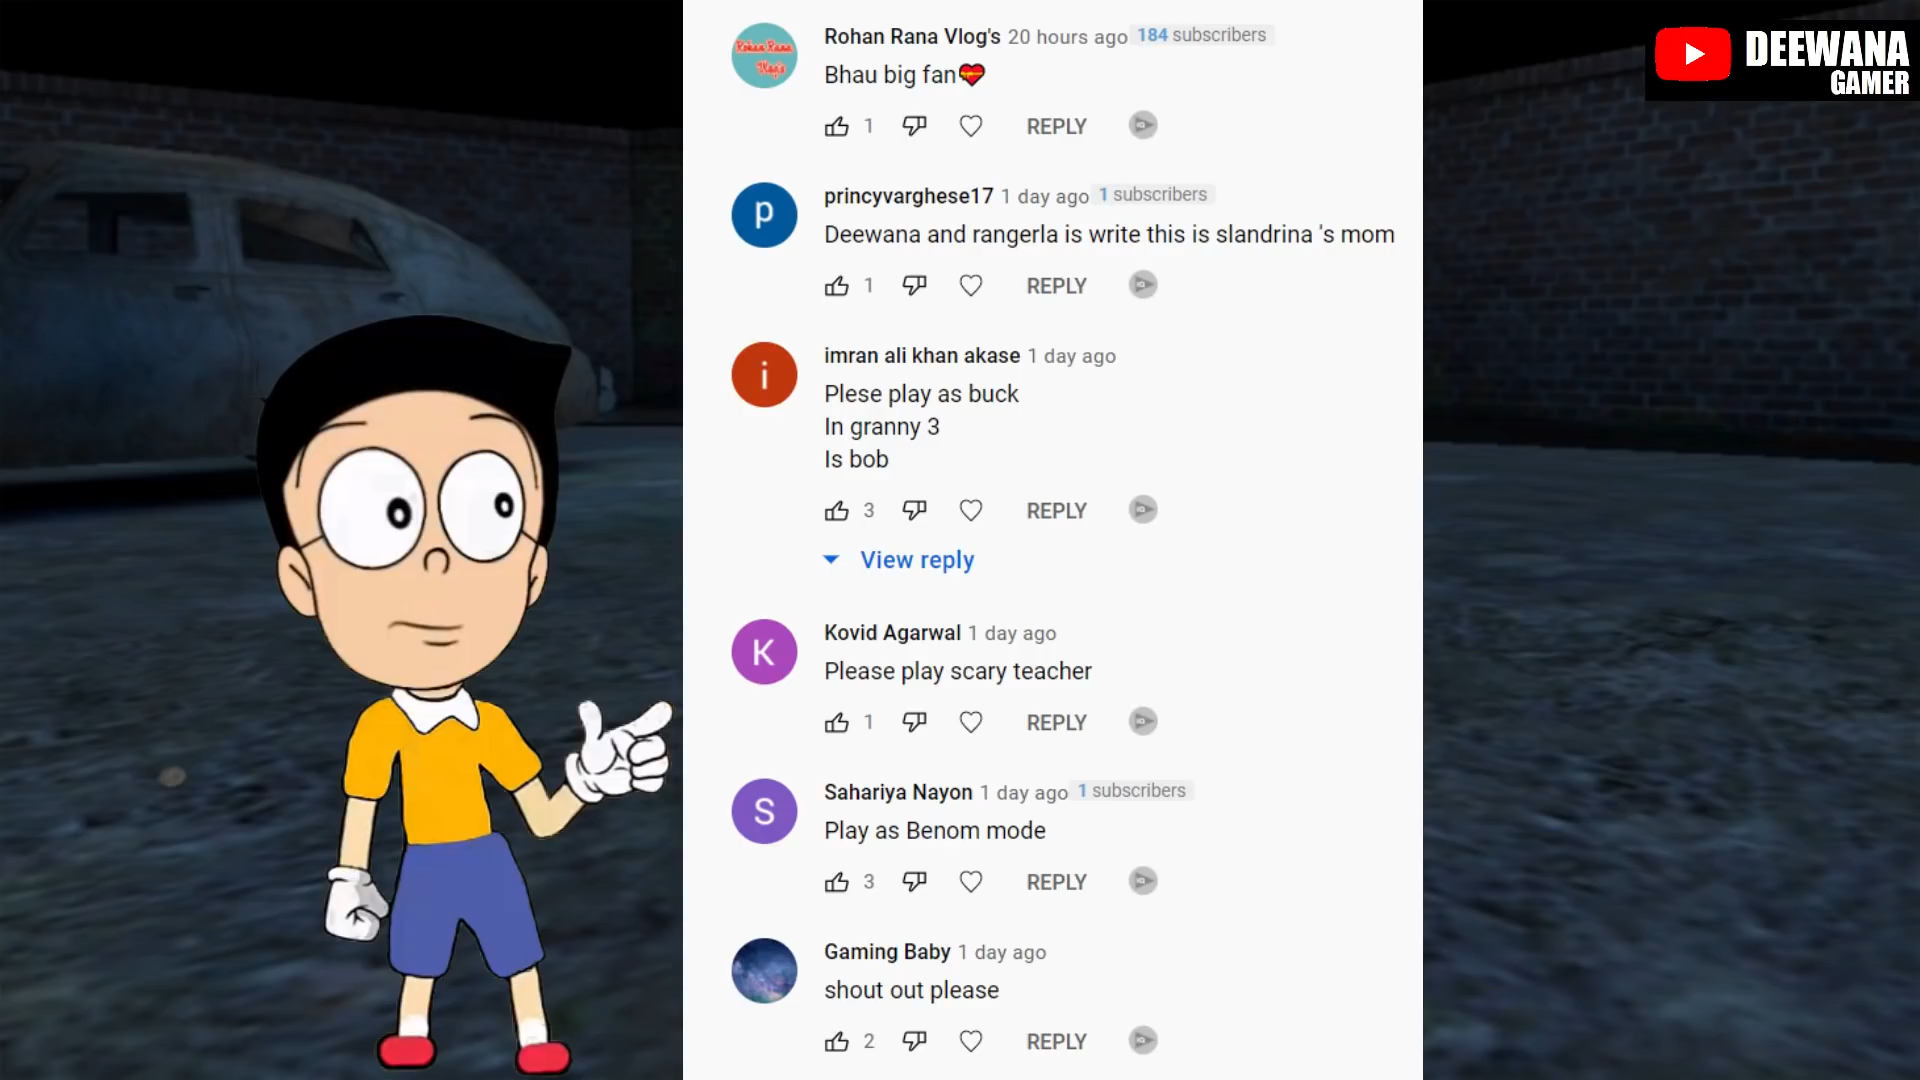 Rohan Rana Vlog's 20 hours ago 184 subscribers
Bhau big fan
1 REPLY
princyvarghese17 1 day ago 1 subscribers
Deewana and rangerla is write this is slandrina 's mom
1 REPLY
imran ali khan akase 1 day ago
Plese play as buck
In granny 3
Is bob
3 REPLY
View reply
Kovid Agarwal 1 day ago
Please play scary teacher
1 REPLY
Sahariya Nayon 1 day ago 1 subscribers
Play as Benom mode
3 REPLY
Gaming Baby 1 day ago
shout out please
2 REPLY
DEEWANA
GAMER
Rohan Rana
Vlog's
p
i
K
S